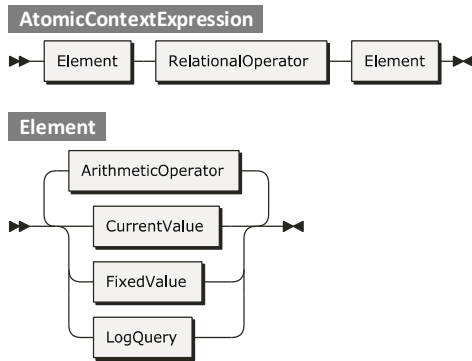 AtomicContextExpression
Element RelationalOperator Element
Element
ArithmeticOperator
CurrentValue
FixedValue
LogQuery